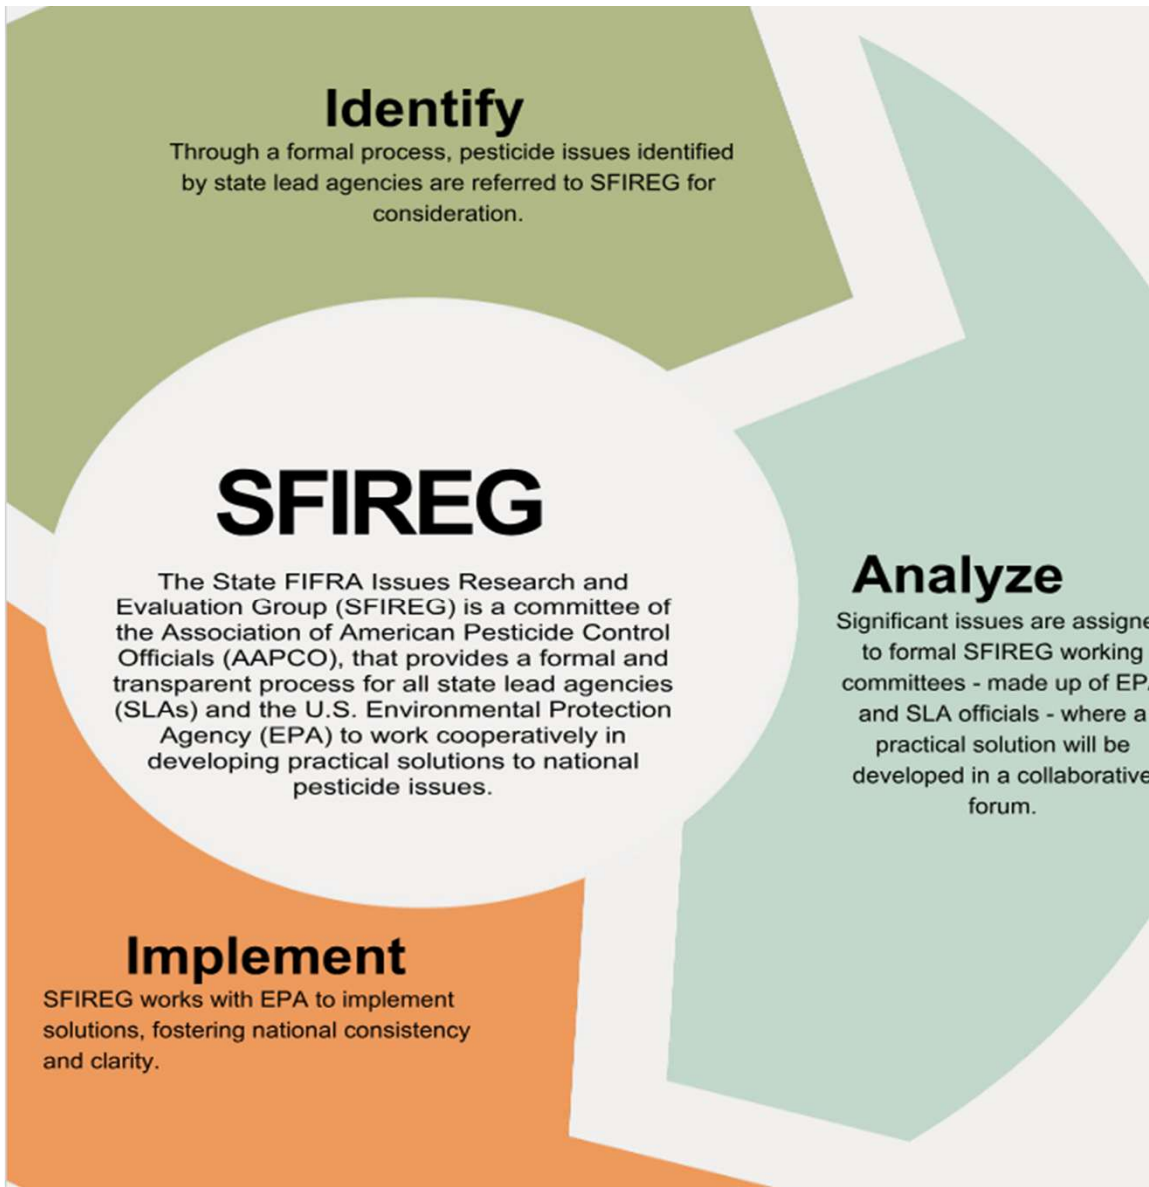 Identify
Through a formal process, pesticide issues identified
by state lead agencies are referred to SFIREG for
consideration.
SFIREG
The State FIFRA Issues Research and
Evaluation Group (SFIREG) is a committee of
the Association of American Pesticide Control
Officials (AAPCO), that provides a formal and
transparent process for all state lead agencies
(SLAs) and the U.S. Environmental Protection
Agency (EPA) to work cooperatively in
developing practical solutions to national
pesticide issues.
Analyze
Significant issues are assigne
to formal SFIREG working
committees - made up of EP
and SLA officials - where a
practical solution will be
developed in a collaborative
forum.
Implement
SFIREG works with EPA to implement
solutions, fostering national consistency
and clarity.